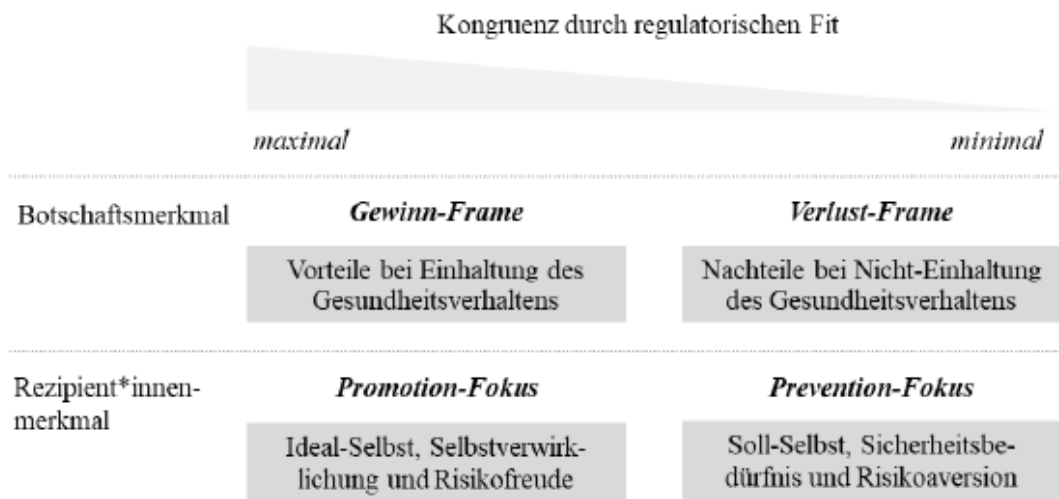 Kongruenz durch regulatorischen Fit
maximal
minimal
Botschaftsmerkmal
Gewinn-Frame
Verlust-Frame
Vorteile bei Einhaltung des
Gesundheitsverhaltens
Nachteile bei Nicht-Einhaltung
des Gesundheitsverhaltens
Rezipient*innen-
merkmal
Promotion-Fokus
Prevention-Fokus
Ideal-Selbst, Selbstverwirk-
lichung und Risikofreude
Soll-Selbst, Sicherheitsbe-
dürfnis und Risikoaversion